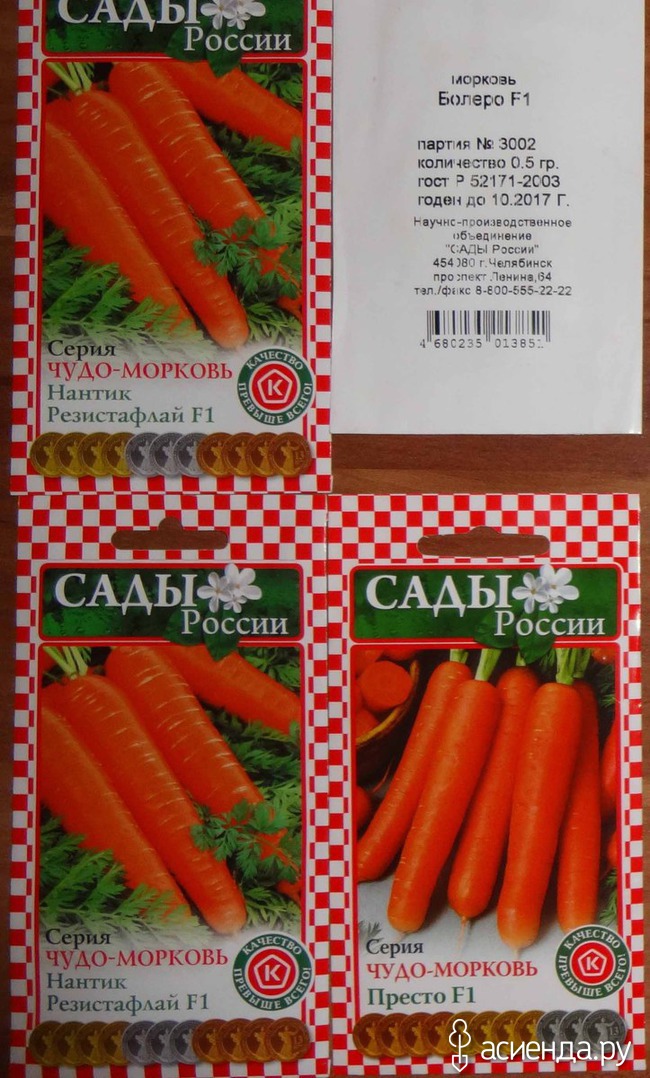 САДЫ
России
Серия
ЧУДО-МОРКОВЬ
Нантик
Резистафлай F1
КАЧЕСТВО
ПРЕВЫШЕ ВСЕГО!
К
морковь
Болеро F1
партия № 3002
количество 0.5 гр.
гост Р 52171-2003
годен до 10.2017 Г.
Научно-производственное
объединение
"САДЫ России"
454080 г.Челябинск
проспект Ленина,64
тел./факс 8-800-555-22-22
4 680235 013851
САДЫ
России
Серия
ЧУДО-МОРКОВЬ
Нантик
Резистафлай F1
КАЧЕСТВО
ПРЕВЫШЕ ВСЕГО!
К
САДЫ
России
Серия
ЧУДО-МОРКОВЬ
Престо F1
КАЧЕСТВО
ПРЕВЫШЕ ВСЕГО!
К
асиенда.ру